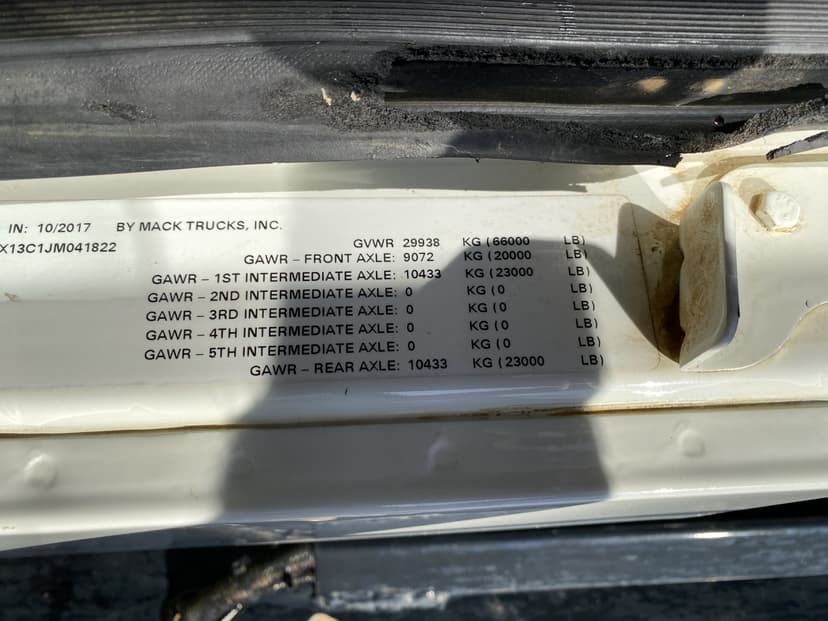 IN: 10/2017 BY MACK TRUCKS, INC.
X13C1JM041822
GVWR 29938 KG (66000 LB)
GAWR – FRONT AXLE: 9072 KG (20000 LB)
GAWR – 1ST INTERMEDIATE AXLE: 10433 KG (23000 LB)
GAWR – 2ND INTERMEDIATE AXLE: 0 KG (0 LB)
GAWR – 3RD INTERMEDIATE AXLE: 0 KG (0 LB)
GAWR – 4TH INTERMEDIATE AXLE: 0 KG (0 LB)
GAWR – 5TH INTERMEDIATE AXLE: 0 KG (0 LB)
GAWR – REAR AXLE: 10433 KG (23000 LB)